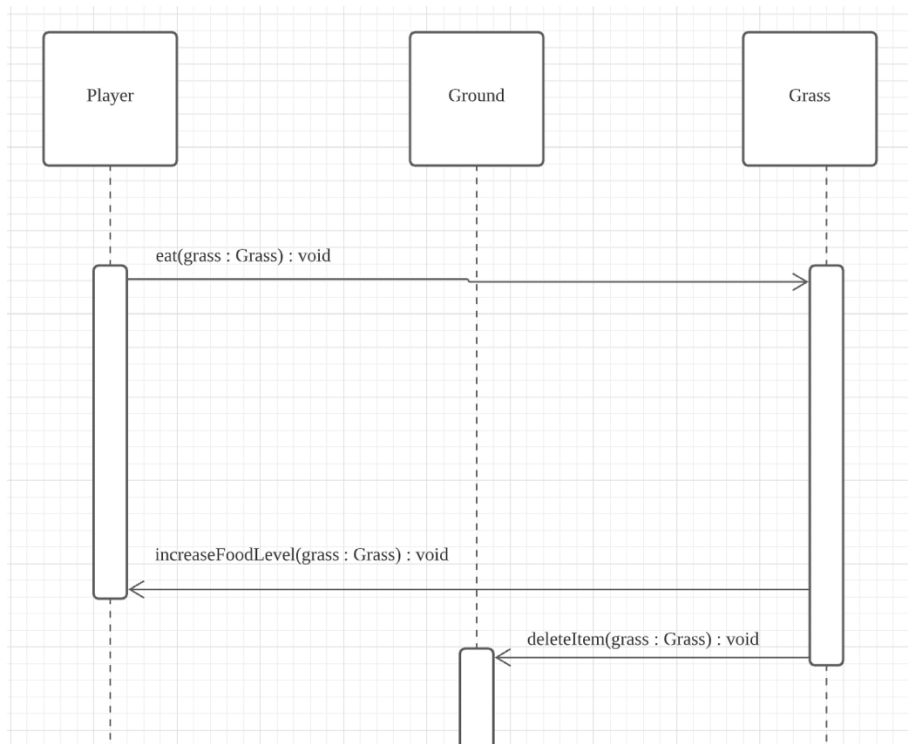 Player
Ground
Grass
eat(grass : Grass) : void
increaseFoodLevel(grass : Grass) : void
deleteItem(grass : Grass) : void